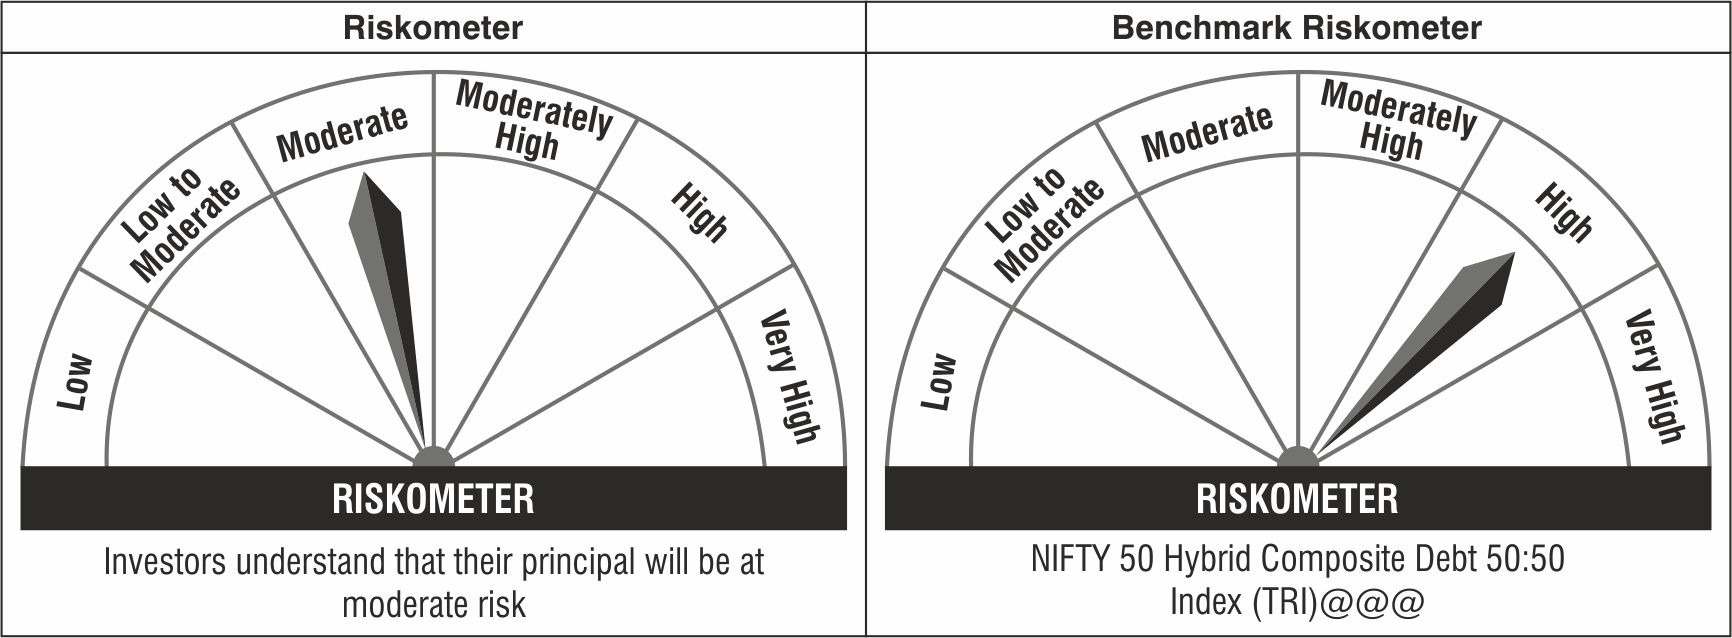 Riskometer
Low
Low to
Moderate
Moderate
Moderately
High
High
Very High
RISKOMETER
Investors understand that their principal will be at
moderate risk
Benchmark Riskometer
Low
Low to
Moderate
Moderate
Moderately
High
High
Very High
RISKOMETER
NIFTY 50 Hybrid Composite Debt 50:50
Index (TRI)@@@